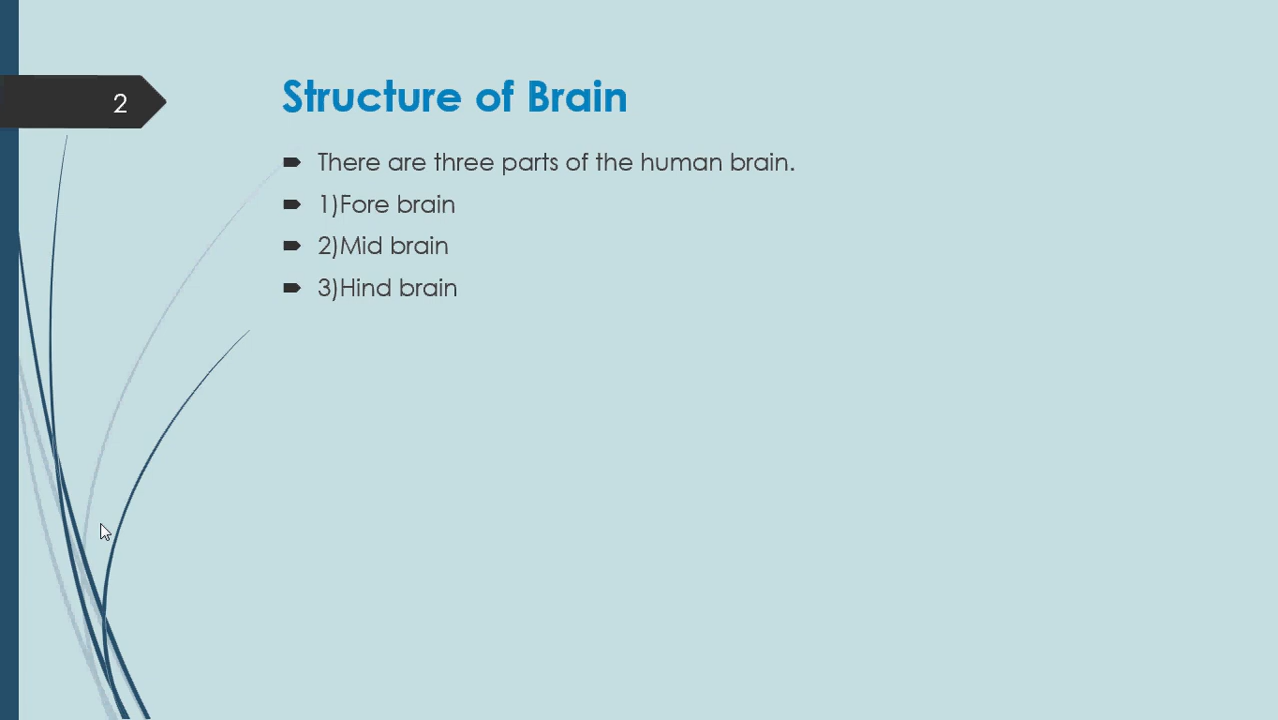 2
Structure of Brain
There are three parts of the human brain.
1)Fore brain
2)Mid brain
3)Hind brain